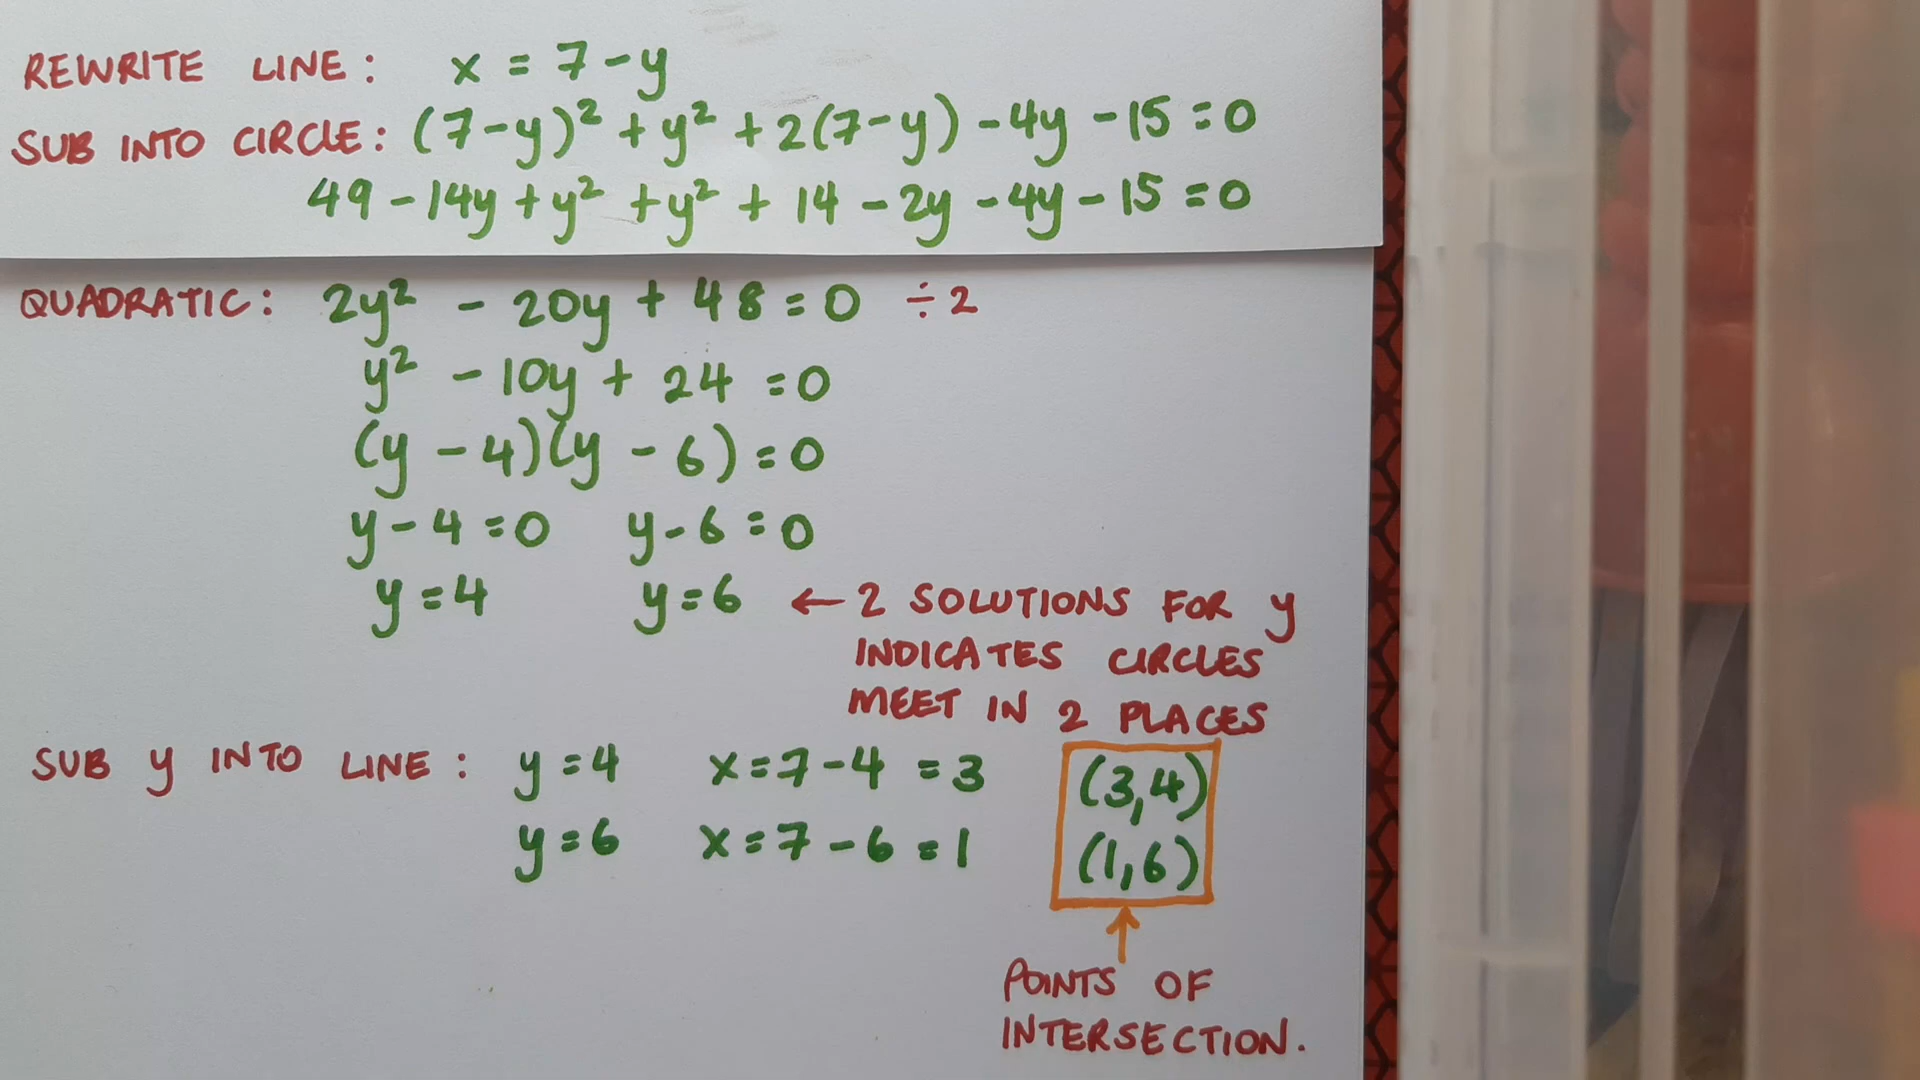 REWRITE LINE: x = 7 - y
SUB INTO CIRCLE: (7-y)² + y² + 2(7-y) - 4y - 15 = 0
49 - 14y + y² + y² + 14 - 2y - 4y - 15 = 0
QUADRATIC: 2y² - 20y + 48 = 0 ÷2
y² - 10y + 24 = 0
(y - 4)(y - 6) = 0
y - 4 = 0 y - 6 = 0
y = 4 y = 6 ← 2 SOLUTIONS FOR y
INDICATES CIRCLES
MEET IN 2 PLACES
SUB y INTO LINE: y = 4 x = 7 - 4 = 3 (3,4)
y = 6 x = 7 - 6 = 1 (1,6)
POINTS OF
INTERSECTION.